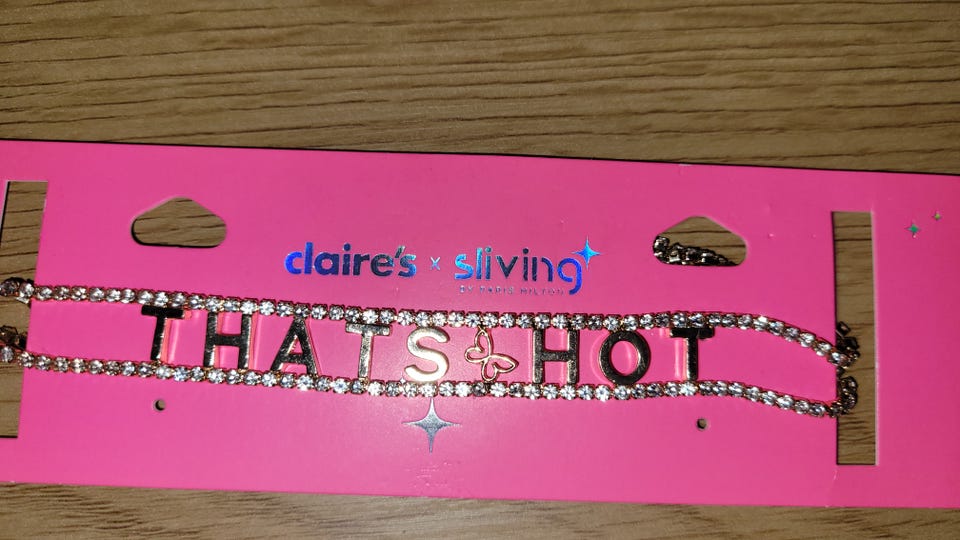 claire's x sliving
BY PARIS HILTON
THATS HOT